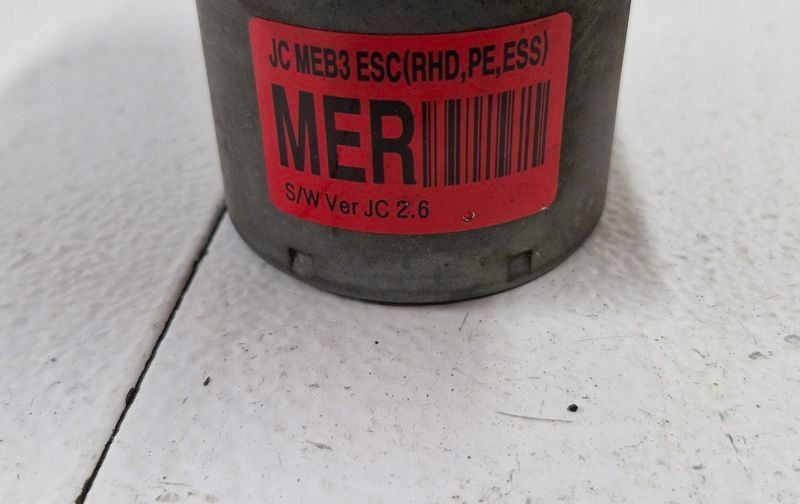 JC MEB3 ESC(RHD,PE,ESS)
MER
S/W Ver JC 2.6